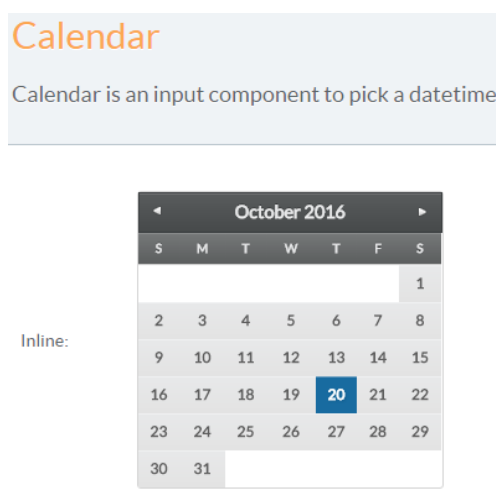 Calendar
Calendar is an input component to pick a datetime
October 2016
S M T W T F S
1
2 3 4 5 6 7 8
Inline:
9 10 11 12 13 14 15
16 17 18 19 20 21 22
23 24 25 26 27 28 29
30 31